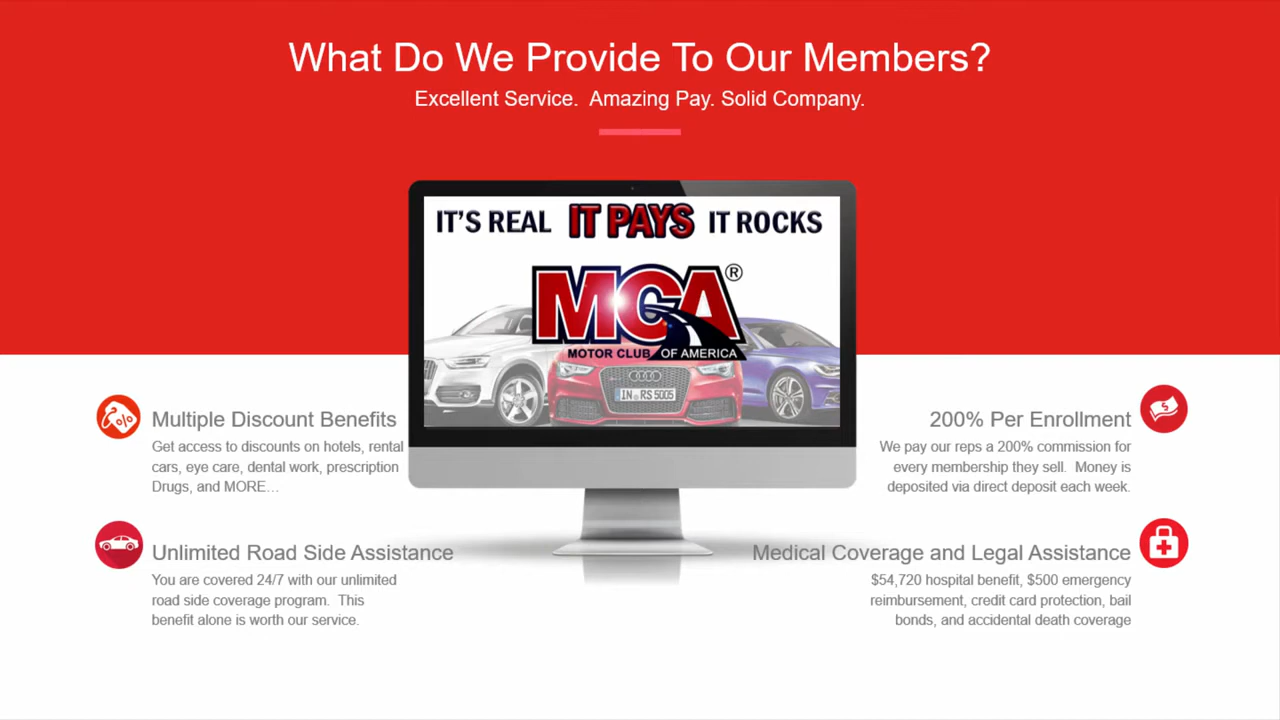 What Do We Provide To Our Members?
Excellent Service. Amazing Pay. Solid Company.
IT'S REAL IT PAYS IT ROCKS
MCA®
MOTOR CLUB OF AMERICA
IN RS 5005
Multiple Discount Benefits
Get access to discounts on hotels, rental
cars, eye care, dental work, prescription
Drugs, and MORE...
Unlimited Road Side Assistance
You are covered 24/7 with our unlimited
road side coverage program. This
benefit alone is worth our service.
200% Per Enrollment
We pay our reps a 200% commission for
every membership they sell. Money is
deposited via direct deposit each week.
Medical Coverage and Legal Assistance
$54,720 hospital benefit, $500 emergency
reimbursement, credit card protection, bail
bonds, and accidental death coverage